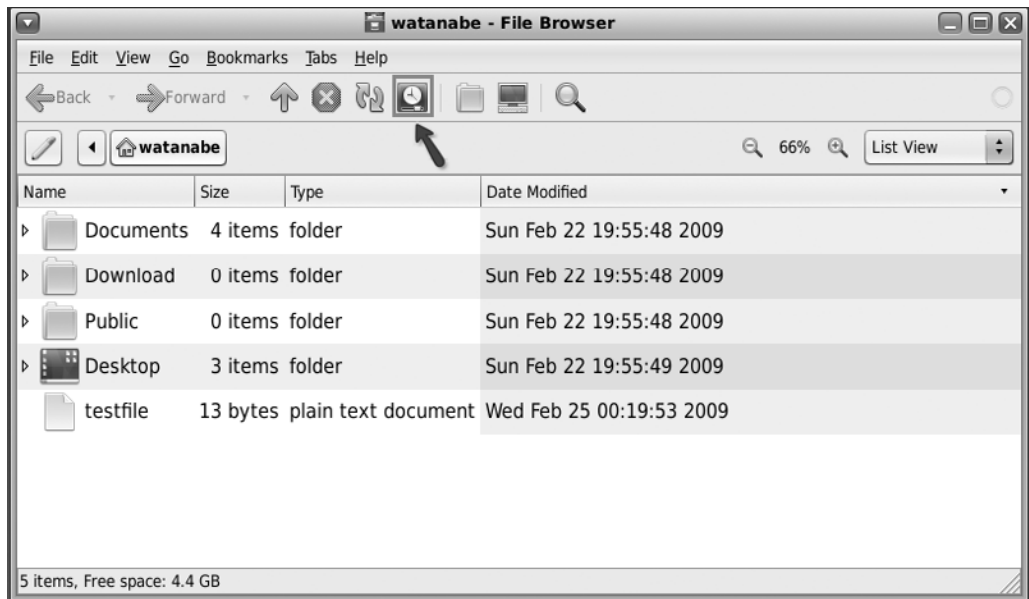 watanabe - File Browser
File Edit View Go Bookmarks Tabs Help
Back Forward
watanabe 66% List View
Name Size Type Date Modified
Documents 4 items folder Sun Feb 22 19:55:48 2009
Download 0 items folder Sun Feb 22 19:55:48 2009
Public 0 items folder Sun Feb 22 19:55:48 2009
Desktop 3 items folder Sun Feb 22 19:55:49 2009
testfile 13 bytes plain text document Wed Feb 25 00:19:53 2009
5 items, Free space: 4.4 GB